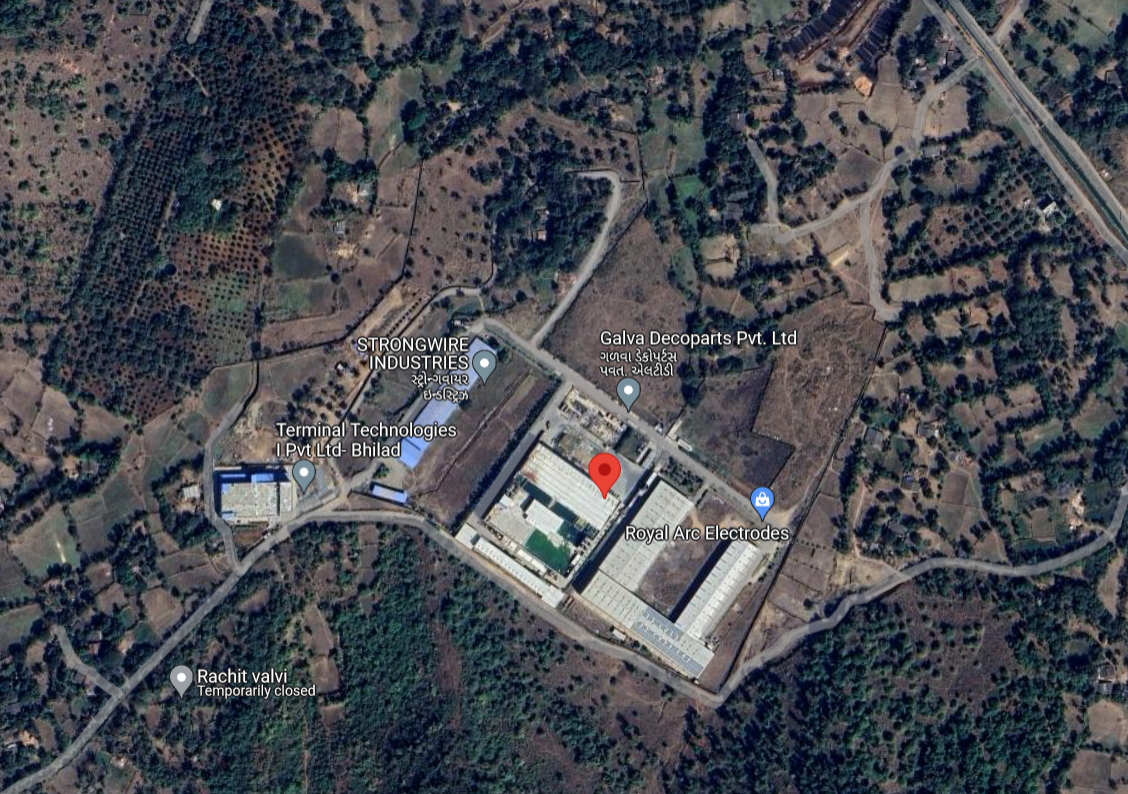 Galva Decoparts Pvt. Ltd
ગળવા ડેકોપર્ટ્સ
પવત. એલટીડી
STRONGWIRE
INDUSTRIES
સ્ટ્રોન્ગવાયર
ઇન્ડસ્ટ્રિઝ
Terminal Technologies
I Pvt Ltd- Bhilad
Royal Arc Electrodes
Rachit valvi
Temporarily closed